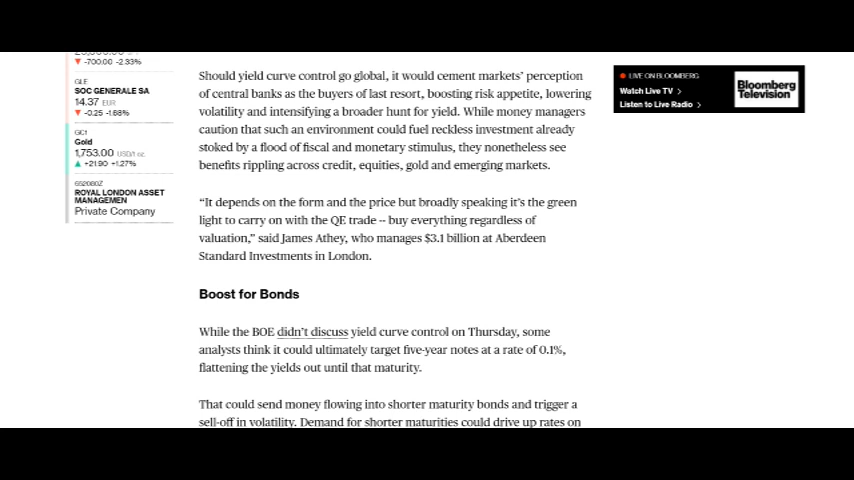 -700.00 -2.33%
GLE
SOC GENERALE SA
14.37 EUR
-0.25 -1.68%
GC1
Gold
1,753.00 USD/t oz.
+21.90 +1.27%
652080Z
ROYAL LONDON ASSET
MANAGEMEN
Private Company
Should yield curve control go global, it would cement markets’ perception
of central banks as the buyers of last resort, boosting risk appetite, lowering
volatility and intensifying a broader hunt for yield. While money managers
caution that such an environment could fuel reckless investment already
stoked by a flood of fiscal and monetary stimulus, they nonetheless see
benefits rippling across credit, equities, gold and emerging markets.
“It depends on the form and the price but broadly speaking it’s the green
light to carry on with the QE trade -- buy everything regardless of
valuation,” said James Athey, who manages $3.1 billion at Aberdeen
Standard Investments in London.
Boost for Bonds
While the BOE didn’t discuss yield curve control on Thursday, some
analysts think it could ultimately target five-year notes at a rate of 0.1%,
flattening the yields out until that maturity.
That could send money flowing into shorter maturity bonds and trigger a
sell-off in volatility. Demand for shorter maturities could drive up rates on
LIVE ON BLOOMBERG
Watch Live TV
Listen to Live Radio
Bloomberg
Television